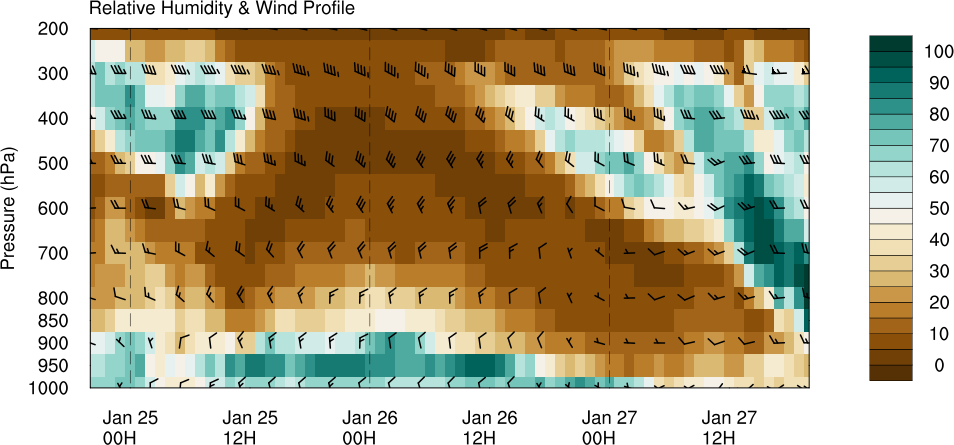 Relative Humidity & Wind Profile
Pressure (hPa)
200
300
400
500
600
700
800
850
900
950
1000
Jan 25
00H
Jan 25
12H
Jan 26
00H
Jan 26
12H
Jan 27
00H
Jan 27
12H
100
90
80
70
60
50
40
30
20
10
0